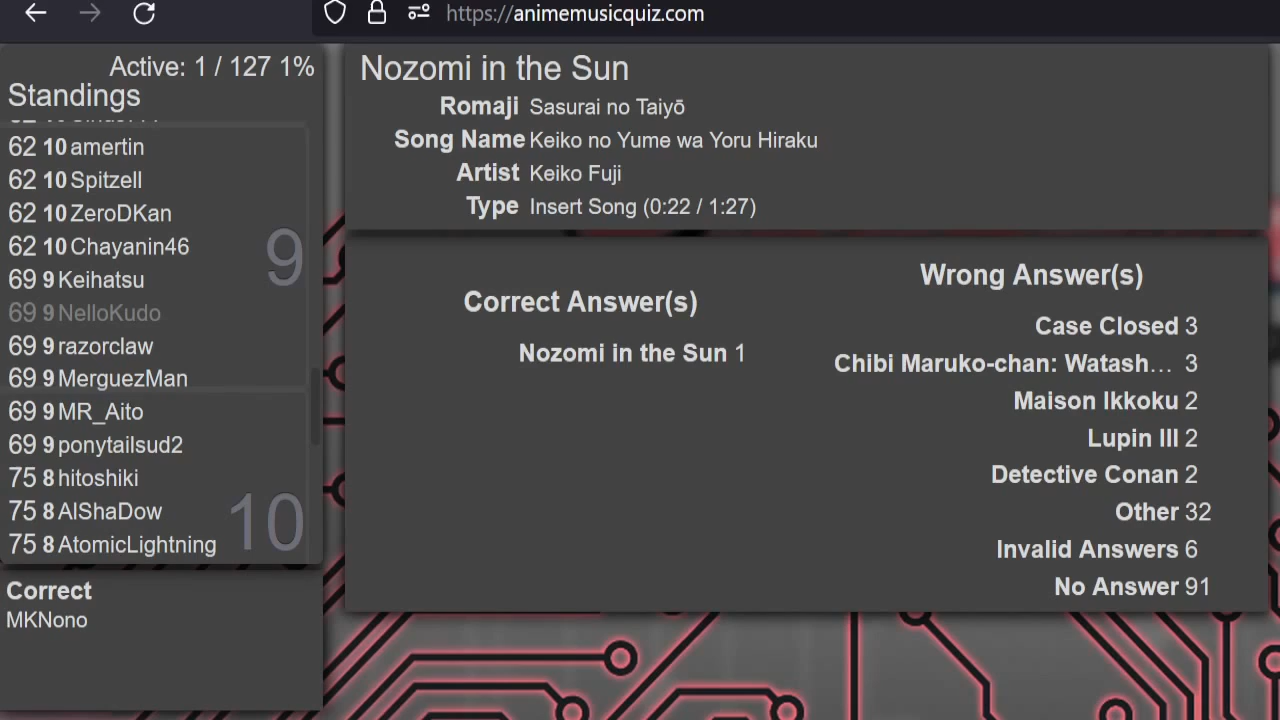 https://animemusicquiz.com
Active: 1 / 127 1%
Standings
62 10 amertin
62 10 Spitzell
62 10 ZeroDKan
62 10 Chayanin46
9
69 9 Keihatsu
69 9 NelloKudo
69 9 razorclaw
69 9 MerguezMan
69 9 MR_Aito
69 9 ponytailsud2
75 8 hitoshiki
75 8 AlShaDow
10
75 8 AtomicLightning
Correct
MKNono
Nozomi in the Sun
Romaji Sasurai no Taiyō
Song Name Keiko no Yume wa Yoru Hiraku
Artist Keiko Fuji
Type Insert Song (0:22 / 1:27)
Correct Answer(s)
Nozomi in the Sun 1
Wrong Answer(s)
Case Closed 3
Chibi Maruko-chan: Watash… 3
Maison Ikkoku 2
Lupin III 2
Detective Conan 2
Other 32
Invalid Answers 6
No Answer 91